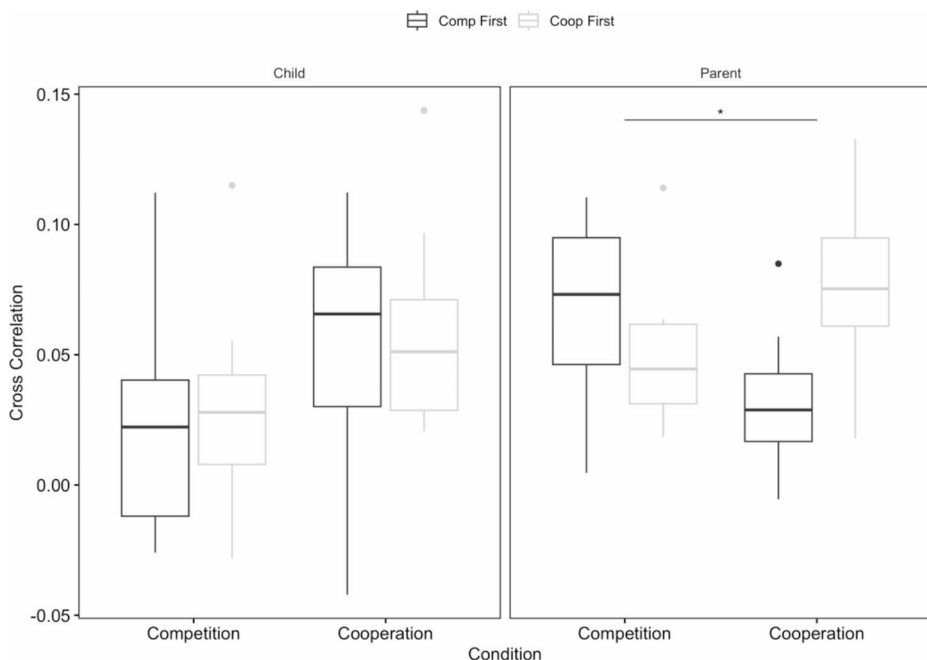 Comp First Coop First
Child
Parent
0.15
0.10
0.05
0.00
-0.05
Cross Correlation
*
Competition Cooperation
Competition Cooperation
Condition